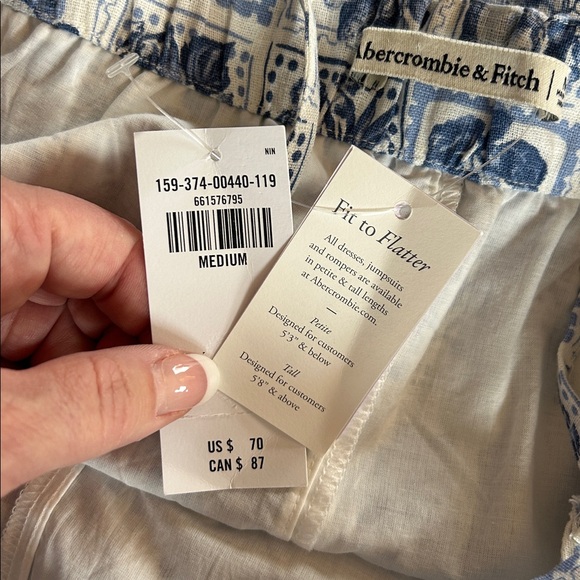 Abercrombie & Fitch
NIN
159-374-00440-119
661576795
MEDIUM
US $ 70
CAN $ 87
Fit to Flatter
All dresses, jumpsuits
and rompers are available
in petite & tall lengths
at Abercrombie.com.
—
Petite
Designed for customers
5'3" & below
Tall
Designed for customers
5'8" & above